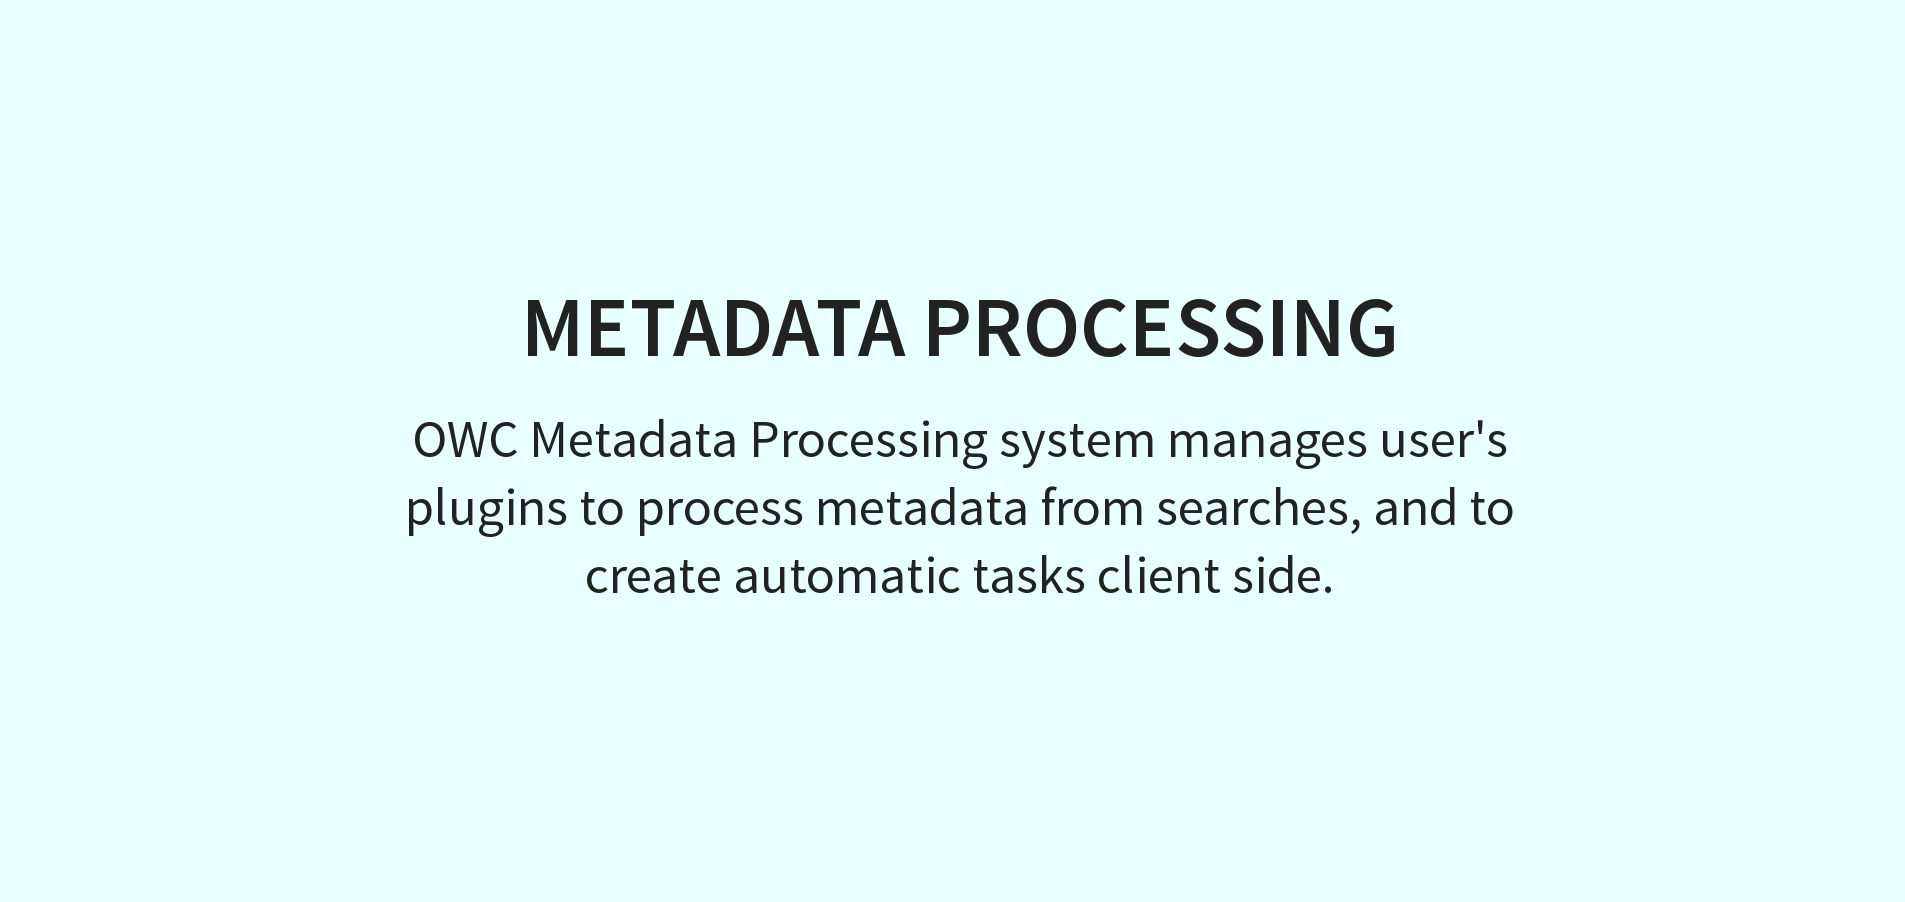 METADATA PROCESSING
OWC Metadata Processing system manages user's
plugins to process metadata from searches, and to
create automatic tasks client side.